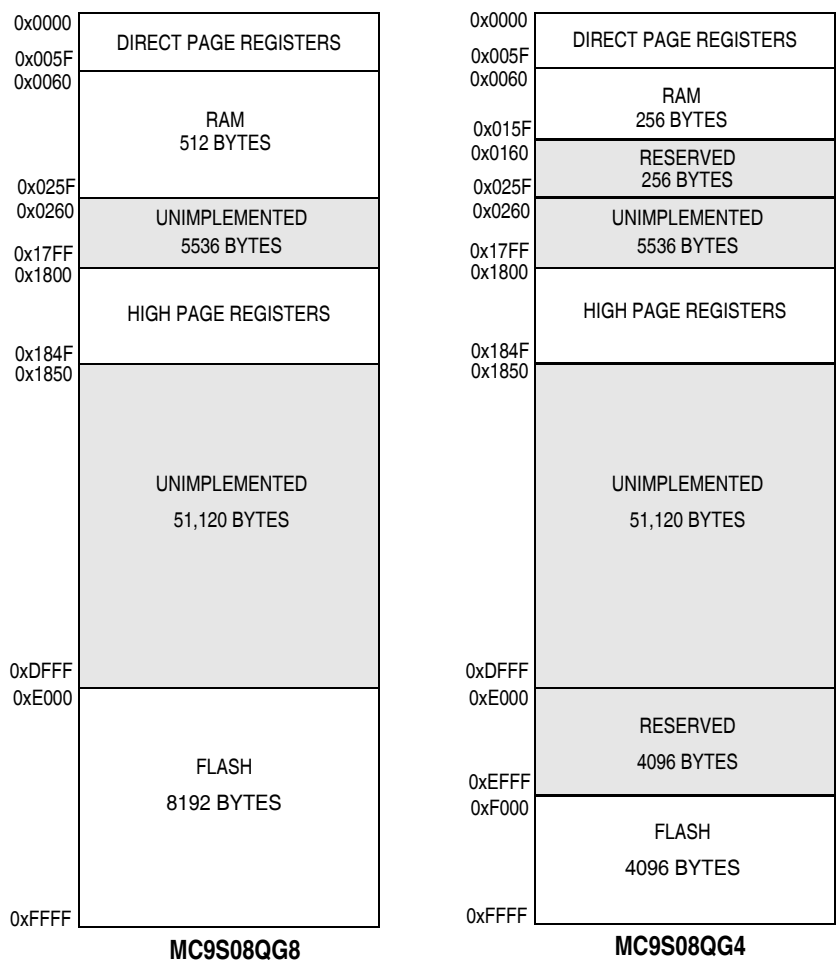 0x0000
DIRECT PAGE REGISTERS
0x005F
0x0060
RAM
512 BYTES
0x025F
0x0260
UNIMPLEMENTED
5536 BYTES
0x17FF
0x1800
HIGH PAGE REGISTERS
0x184F
0x1850
UNIMPLEMENTED
51,120 BYTES
0xDFFF
0xE000
FLASH
8192 BYTES
0xFFFF
MC9S08QG8
0x0000
DIRECT PAGE REGISTERS
0x005F
0x0060
RAM
256 BYTES
0x015F
0x0160
RESERVED
256 BYTES
0x025F
0x0260
UNIMPLEMENTED
5536 BYTES
0x17FF
0x1800
HIGH PAGE REGISTERS
0x184F
0x1850
UNIMPLEMENTED
51,120 BYTES
0xDFFF
0xE000
RESERVED
4096 BYTES
0xEFFF
0xF000
FLASH
4096 BYTES
0xFFFF
MC9S08QG4